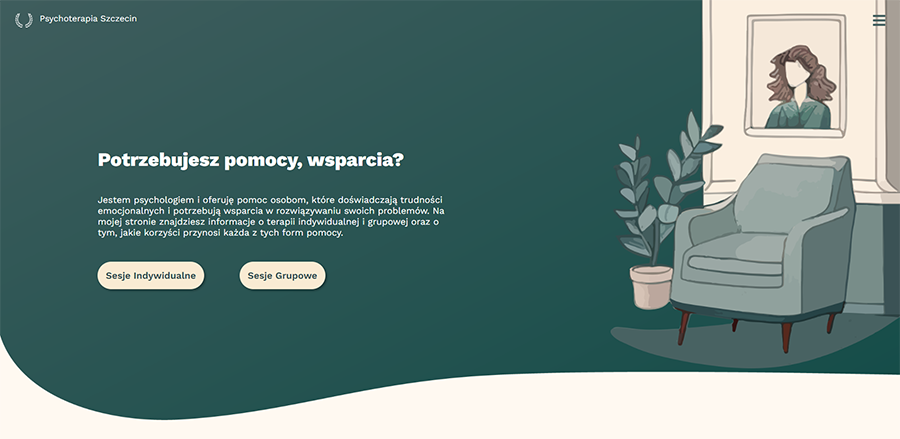 Psychoterapia Szczecin
Potrzebujesz pomocy, wsparcia?
Jestem psychologiem i oferuję pomoc osobom, które doświadczają trudności
emocjonalnych i potrzebują wsparcia w rozwiązywaniu swoich problemów. Na
mojej stronie znajdziesz informacje o terapii indywidualnej i grupowej oraz o
tym, jakie korzyści przynosi każda z tych form pomocy.
Sesje Indywidualne
Sesje Grupowe